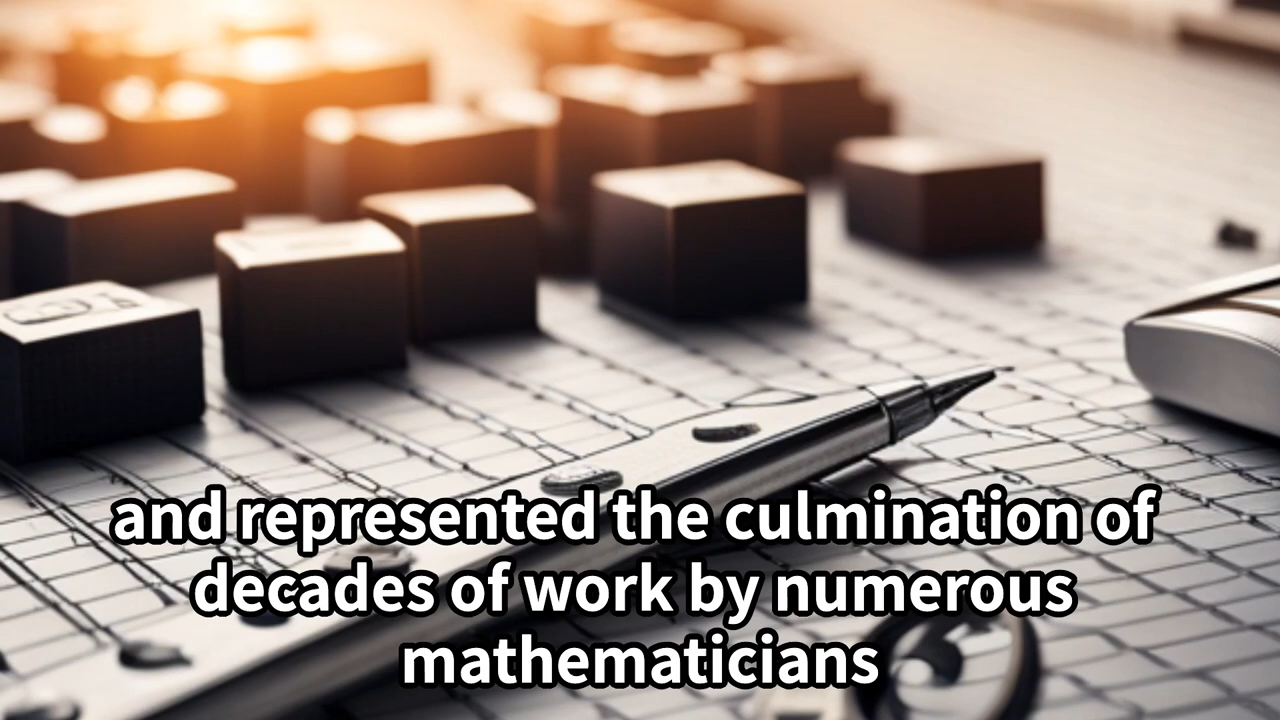 and represented the culmination of
decades of work by numerous
mathematicians